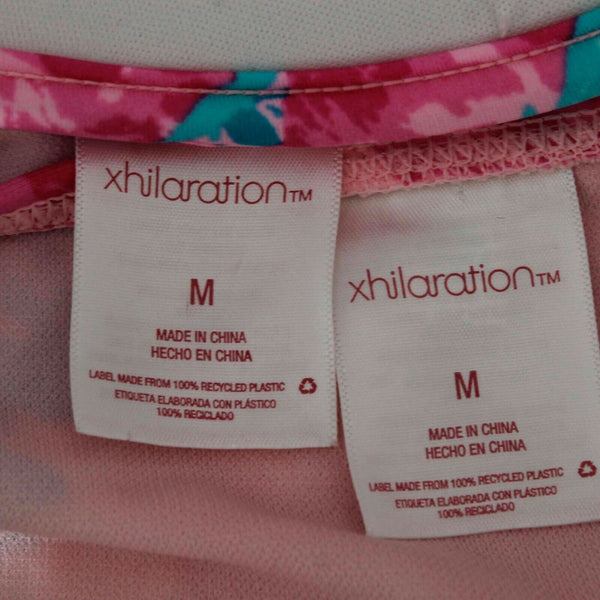 xhilaration™
M
MADE IN CHINA
HECHO EN CHINA
LABEL MADE FROM 100% RECYCLED PLASTIC
ETIQUETA ELABORADA CON PLÁSTICO
100% RECICLADO
xhilaration™
M
MADE IN CHINA
HECHO EN CHINA
LABEL MADE FROM 100% RECYCLED PLASTIC
ETIQUETA ELABORADA CON PLÁSTICO
100% RECICLADO